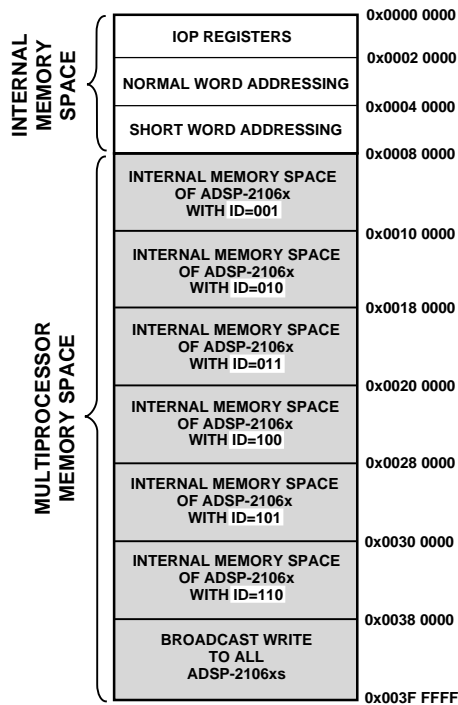 INTERNAL
MEMORY
SPACE
IOP REGISTERS
NORMAL WORD ADDRESSING
SHORT WORD ADDRESSING
0x0000 0000
0x0002 0000
0x0004 0000
0x0008 0000
MULTIPROCESSOR
MEMORY SPACE
INTERNAL MEMORY SPACE
OF ADSP-2106x
WITH ID=001
0x0010 0000
INTERNAL MEMORY SPACE
OF ADSP-2106x
WITH ID=010
0x0018 0000
INTERNAL MEMORY SPACE
OF ADSP-2106x
WITH ID=011
0x0020 0000
INTERNAL MEMORY SPACE
OF ADSP-2106x
WITH ID=100
0x0028 0000
INTERNAL MEMORY SPACE
OF ADSP-2106x
WITH ID=101
0x0030 0000
INTERNAL MEMORY SPACE
OF ADSP-2106x
WITH ID=110
0x0038 0000
BROADCAST WRITE
TO ALL
ADSP-2106xs
0x003F FFFF